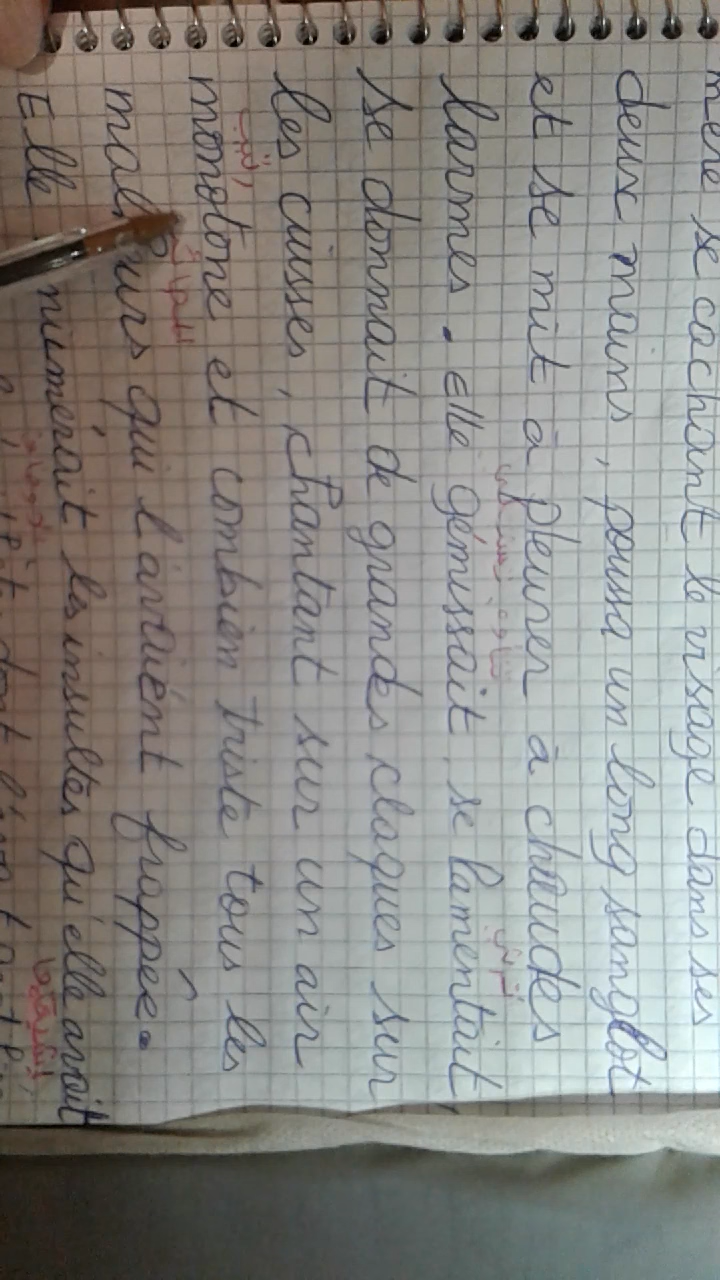 mère se cachant le visage dans ses
deux mains, poussa un long sanglot
et se mit à pleurer à chaudes
larmes. Elle gémissait, se lamentait,
se donnait de grandes claques sur
les cuisses, chantant sur un air
monotone et combien triste tous les
qui l'avaient frappée.
Elle les insultes qu'elle avait
dont